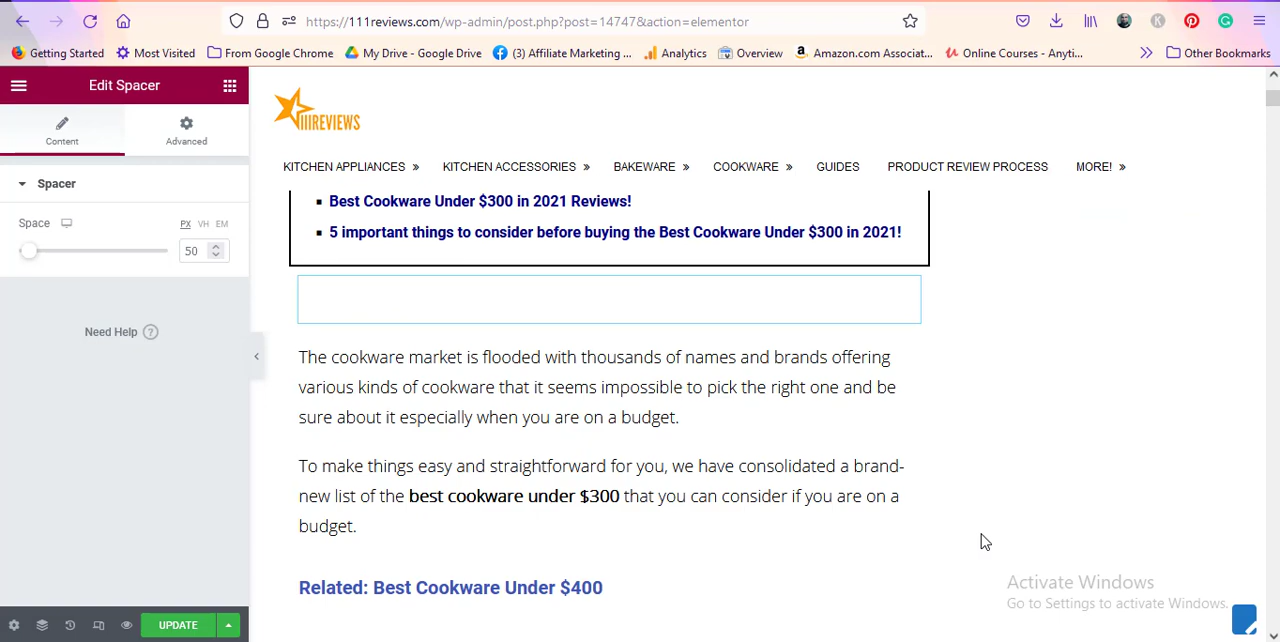 https://111reviews.com/wp-admin/post.php?post=14747&action=elementor
Getting Started Most Visited From Google Chrome My Drive - Google Drive (3) Affiliate Marketing ... Analytics Overview Amazon.com Associat... Online Courses - Anyti... Other Bookmarks
Edit Spacer
Content Advanced
Spacer
Space PX VH EM
50
Need Help ?
UPDATE
111REVIEWS
KITCHEN APPLIANCES » KITCHEN ACCESSORIES » BAKEWARE » COOKWARE » GUIDES PRODUCT REVIEW PROCESS MORE! »
▪ Best Cookware Under $300 in 2021 Reviews!
▪ 5 important things to consider before buying the Best Cookware Under $300 in 2021!
The cookware market is flooded with thousands of names and brands offering
various kinds of cookware that it seems impossible to pick the right one and be
sure about it especially when you are on a budget.
To make things easy and straightforward for you, we have consolidated a brand-
new list of the best cookware under $300 that you can consider if you are on a
budget.
Related: Best Cookware Under $400
Activate Windows
Go to Settings to activate Windows.